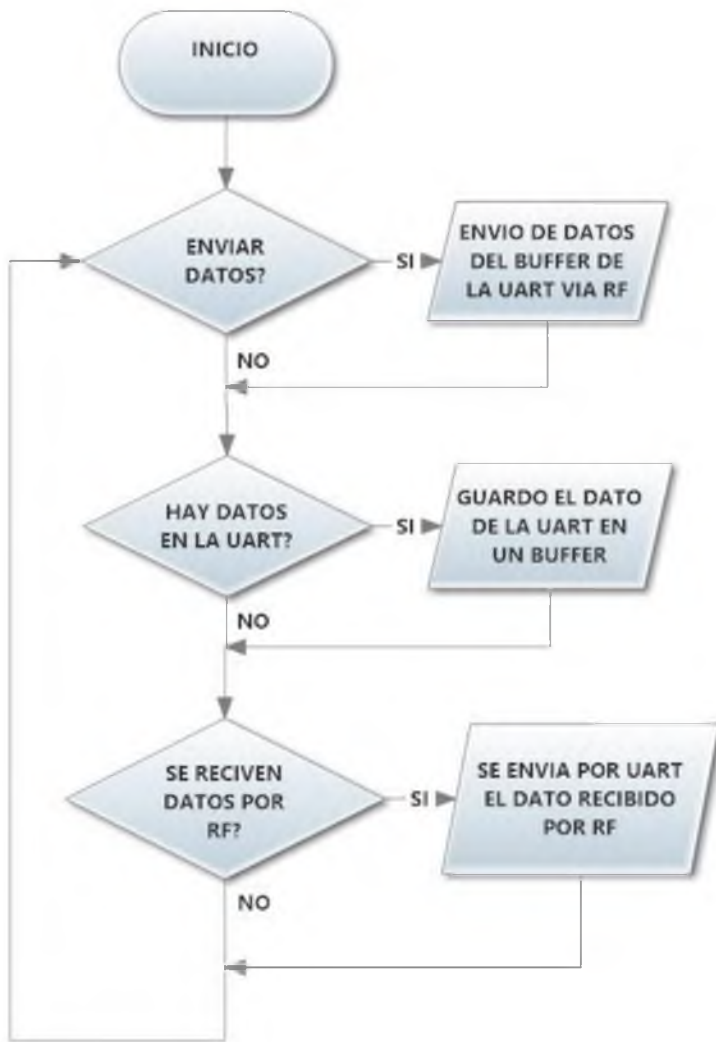 INICIO
ENVIAR
DATOS?
SI
ENVIO DE DATOS
DEL BUFFER DE
LA UART VIA RF
NO
HAY DATOS
EN LA UART?
SI
GUARDO EL DATO
DE LA UART EN
UN BUFFER
NO
SE RECIVEN
DATOS POR
RF?
SI
SE ENVIA POR UART
EL DATO RECIBIDO
POR RF
NO